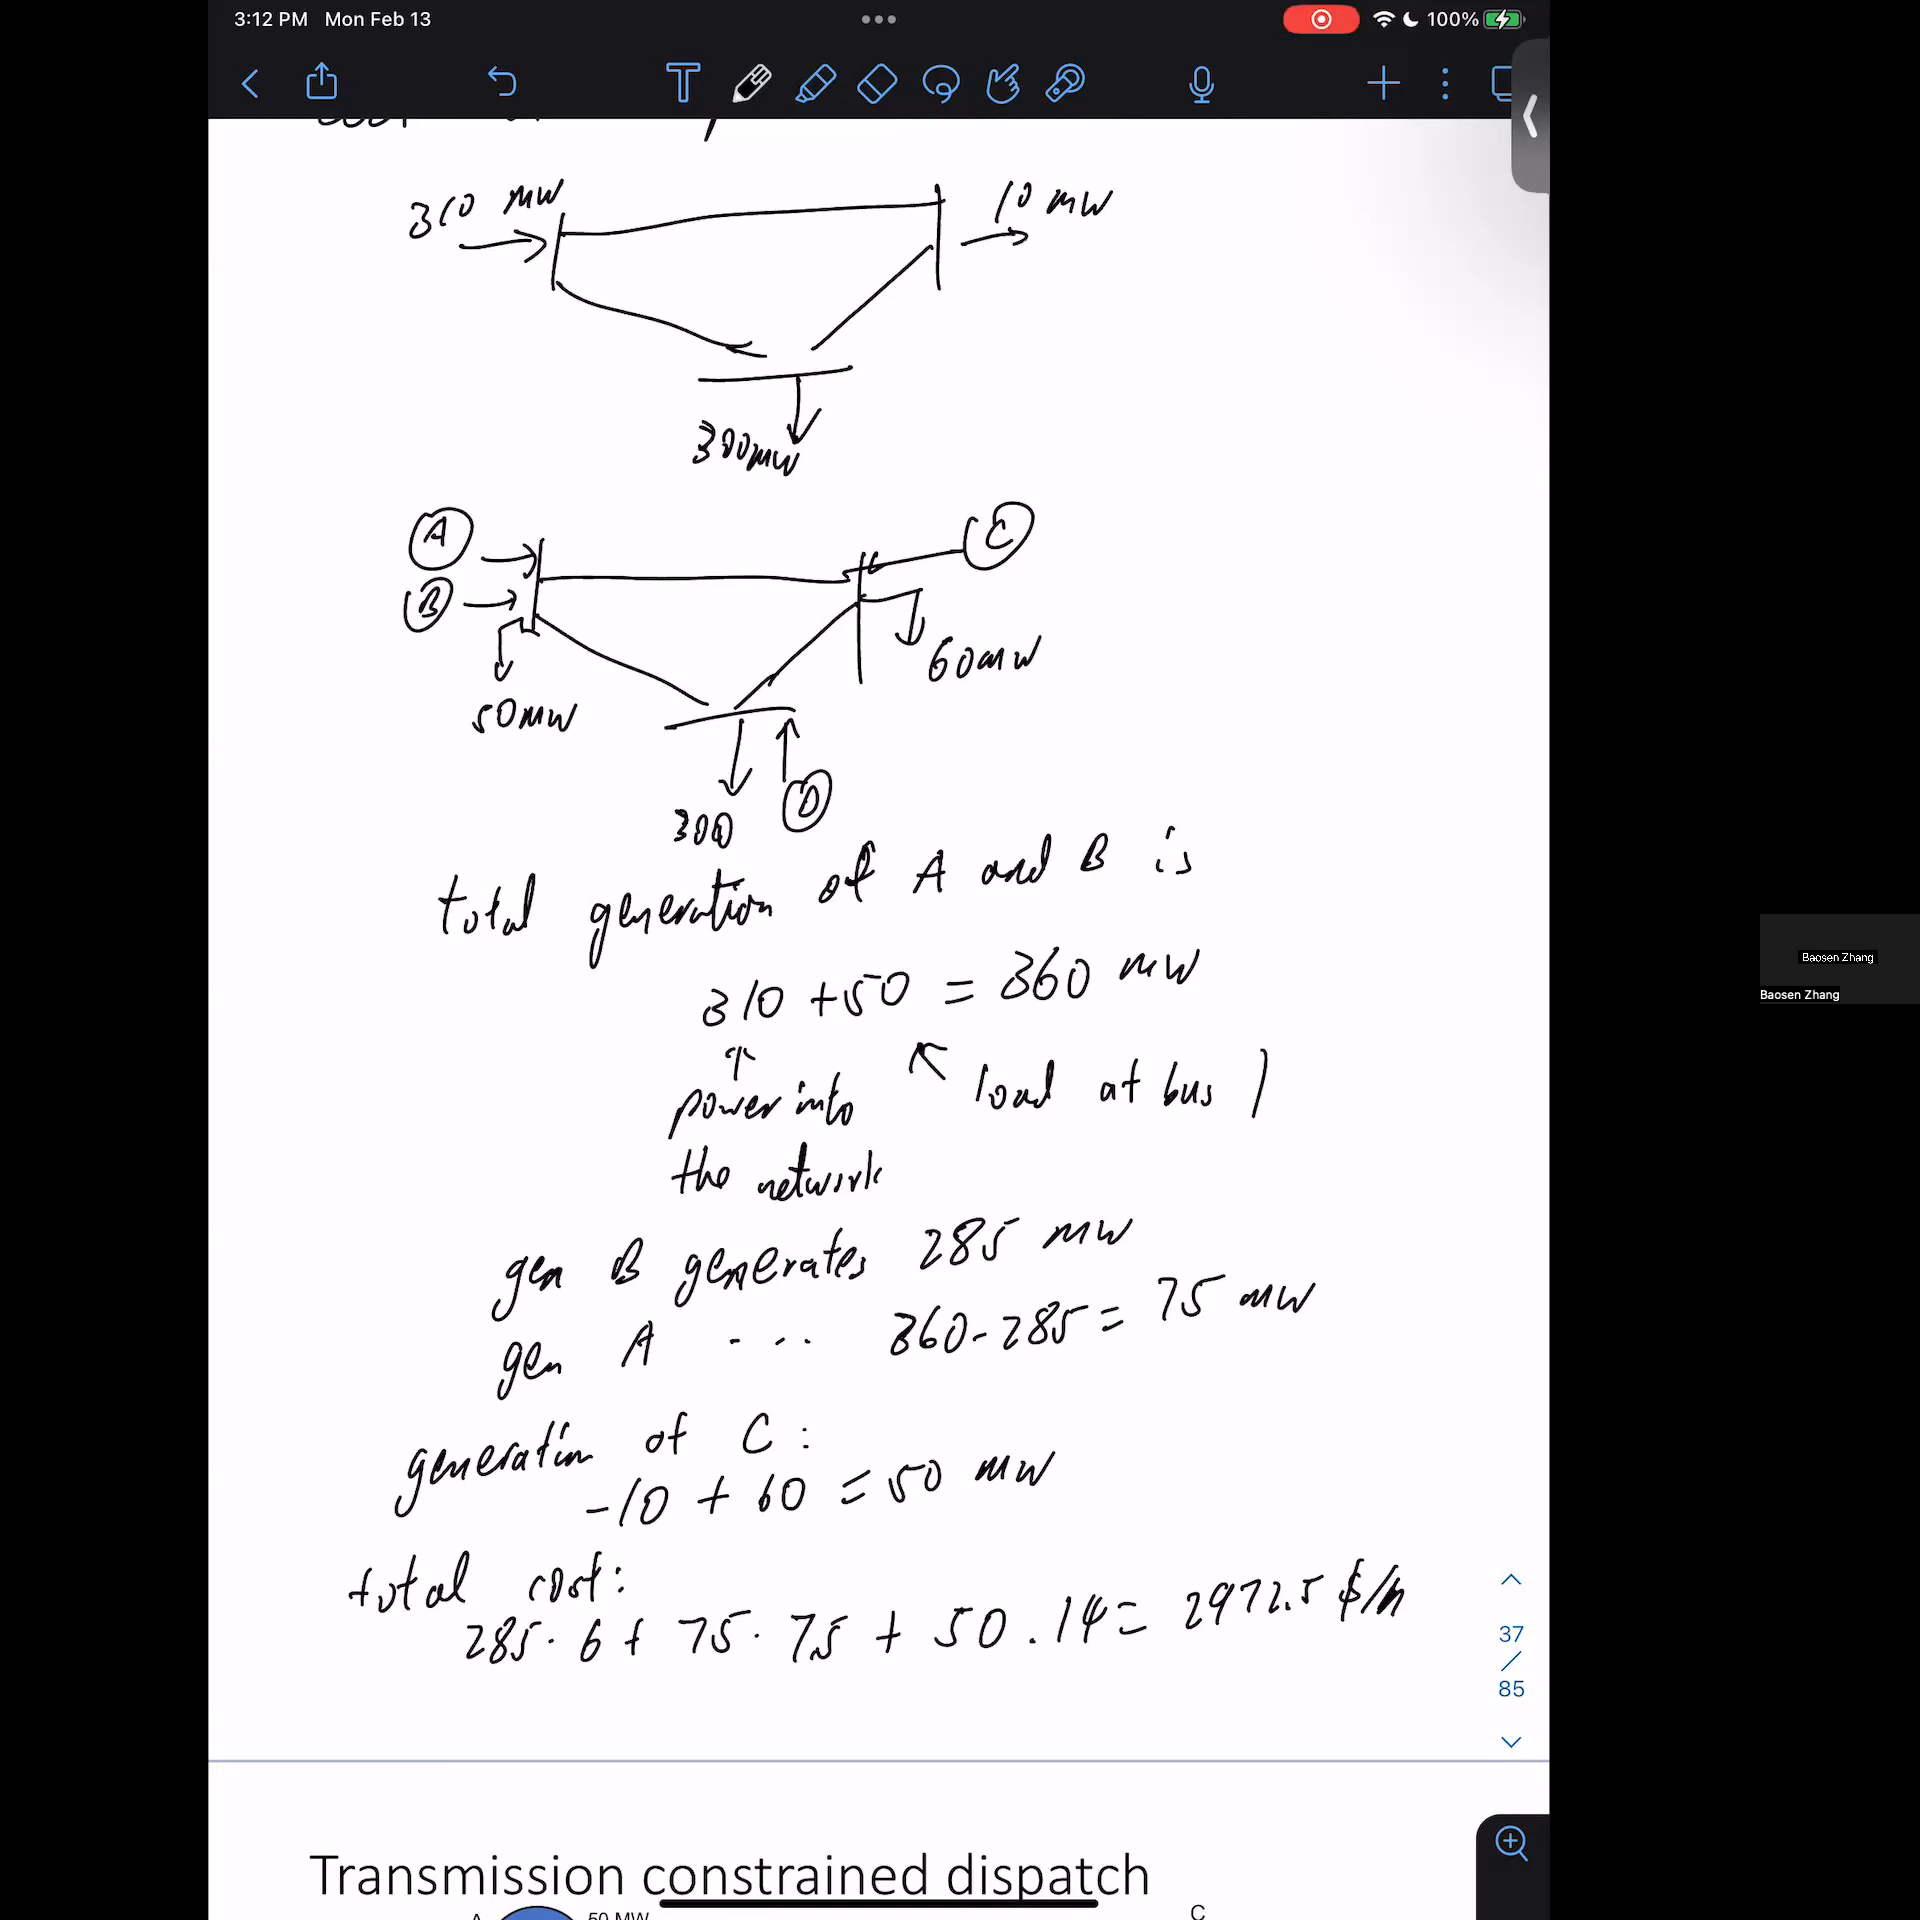 3:12 PM Mon Feb 13
100%
310 MW
10 MW
300MW
A
C
B
60MW
50MW
300
D
total generation of A and B is
310 + 50 = 360 MW
power into
load at bus 1
the network
gen B generates 285 MW
gen A ... 360-285 = 75 MW
generation of C:
-10 + 60 = 50 MW
total cost:
285 · 6 + 75 · 7.5 + 50 . 14 = 2972.5 $/h
37
/
85
Transmission constrained dispatch
A
50 MW
C
Baosen Zhang
Baosen Zhang